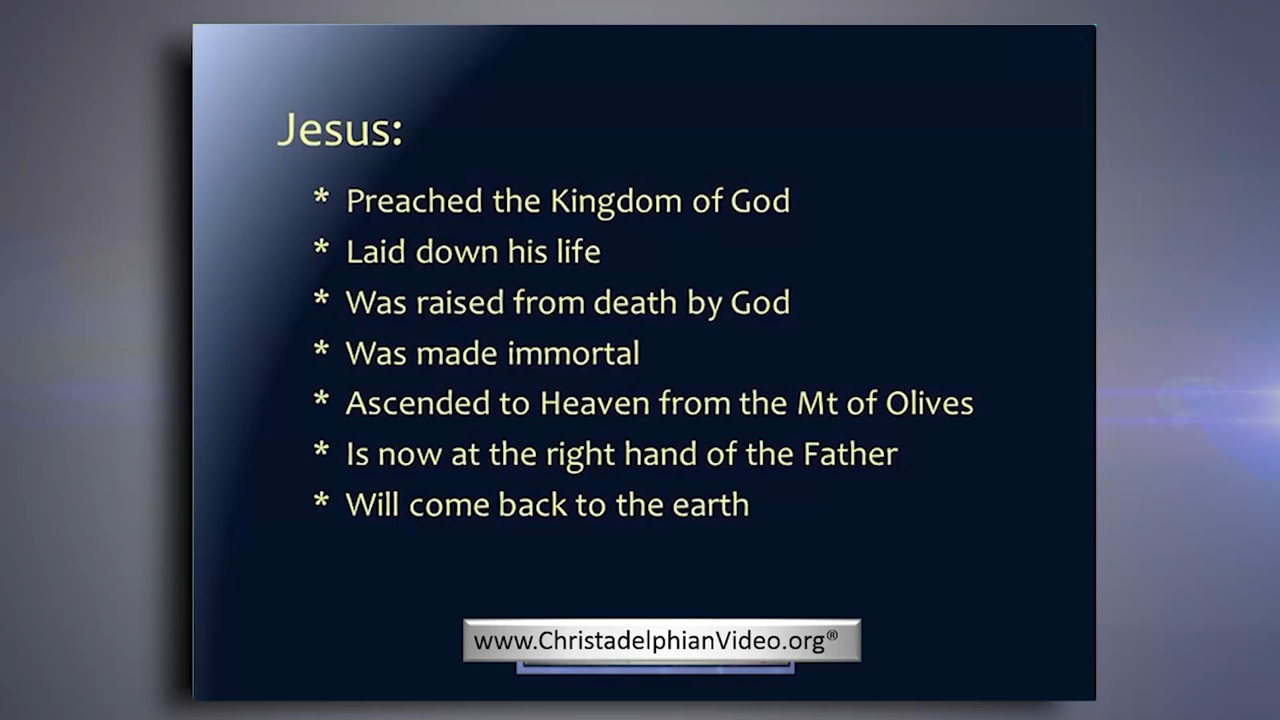 Jesus:
* Preached the Kingdom of God
* Laid down his life
* Was raised from death by God
* Was made immortal
* Ascended to Heaven from the Mt of Olives
* Is now at the right hand of the Father
* Will come back to the earth
www.ChristadelphianVideo.org®